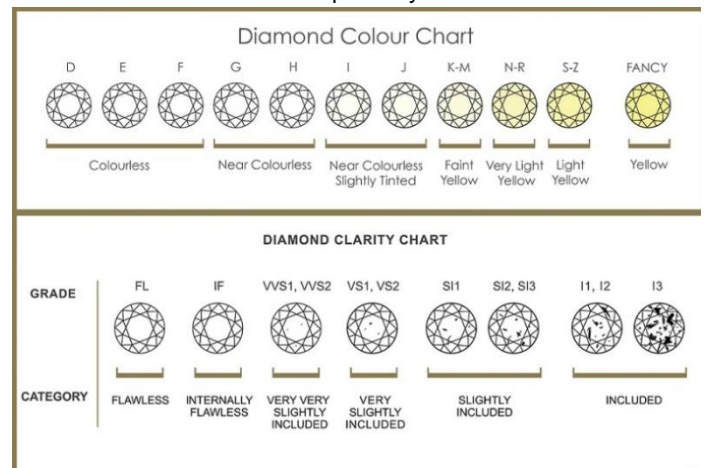 Diamond Colour Chart
D E F G H I J K-M N-R S-Z FANCY
Colourless Near Colourless Near Colourless Slightly Tinted Faint Yellow Very Light Yellow Light Yellow Yellow
DIAMOND CLARITY CHART
GRADE FL IF VVS1, VVS2 VS1, VS2 SI1 SI2, SI3 I1, I2 I3
CATEGORY FLAWLESS INTERNALLY FLAWLESS VERY VERY SLIGHTLY INCLUDED VERY SLIGHTLY INCLUDED SLIGHTLY INCLUDED INCLUDED